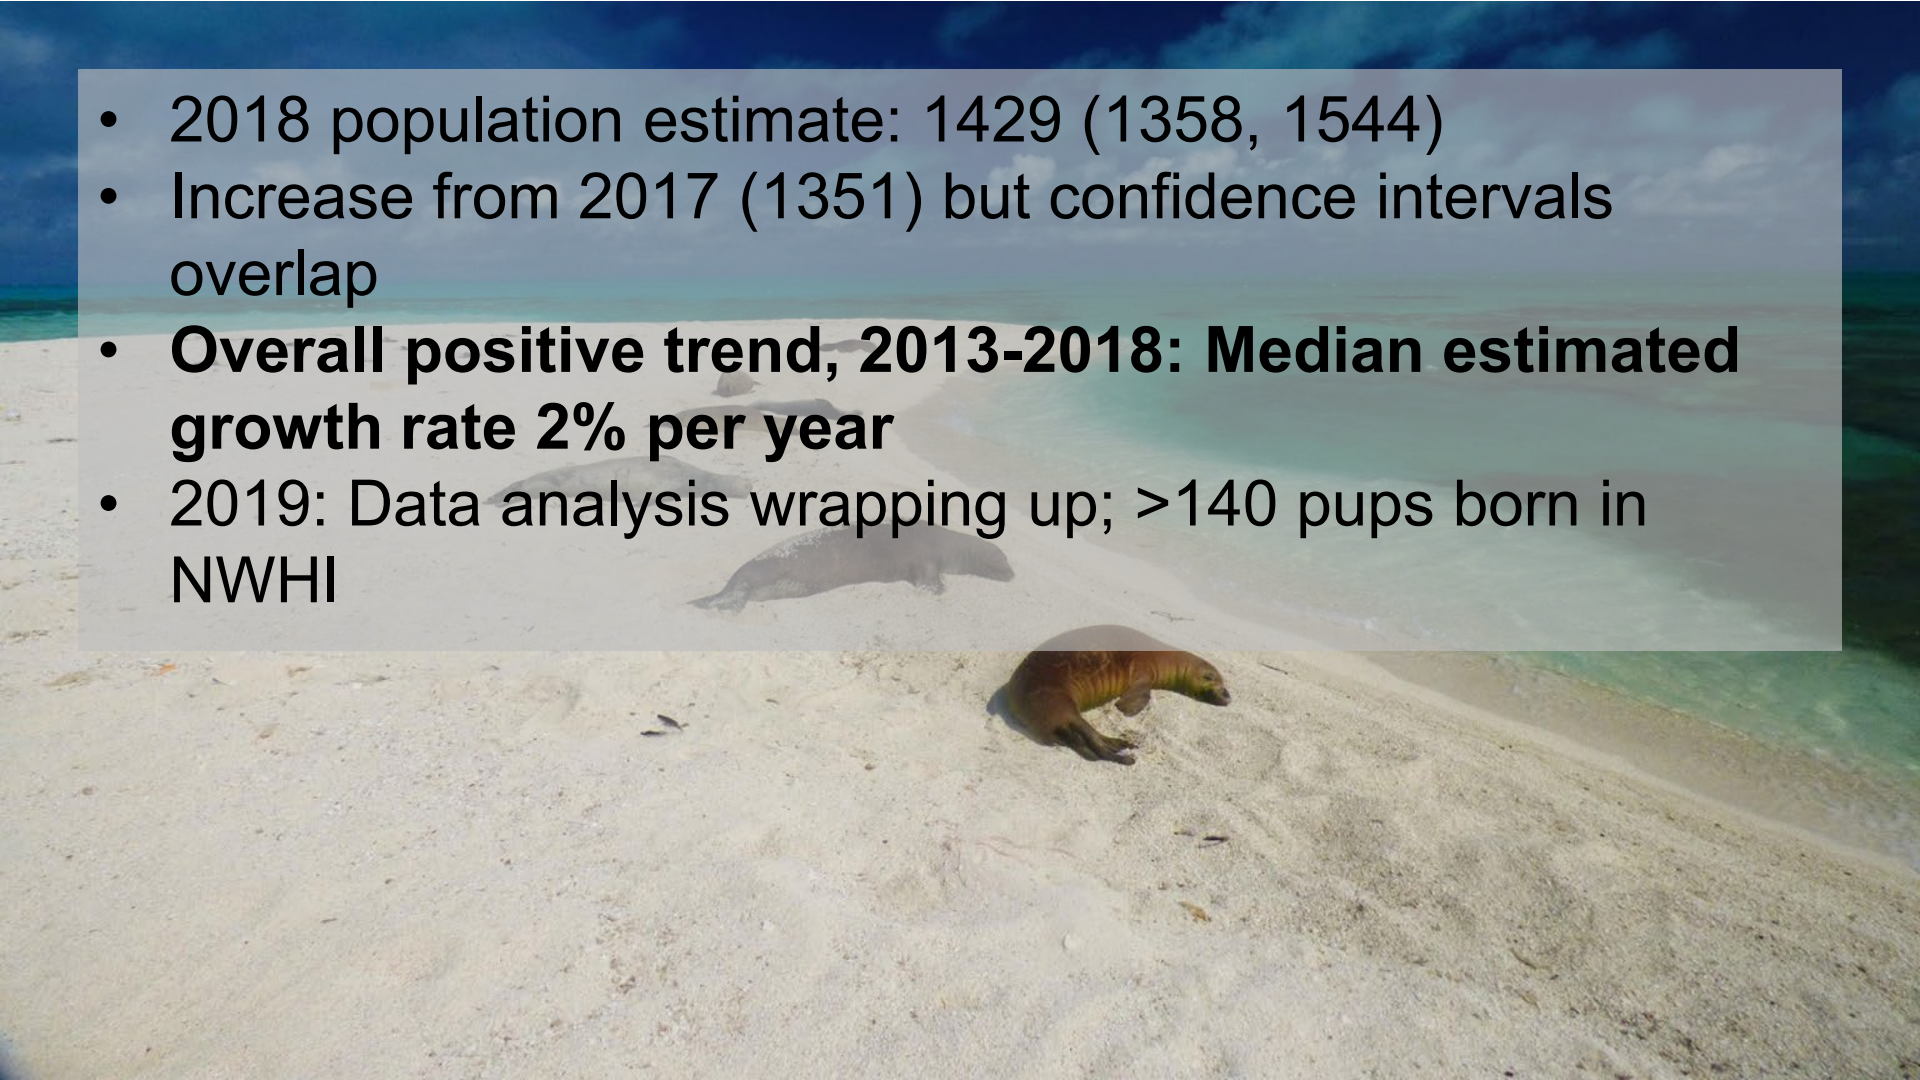 • 2018 population estimate: 1429 (1358, 1544)
• Increase from 2017 (1351) but confidence intervals
overlap
• Overall positive trend, 2013-2018: Median estimated
growth rate 2% per year
• 2019: Data analysis wrapping up; >140 pups born in
NWHI